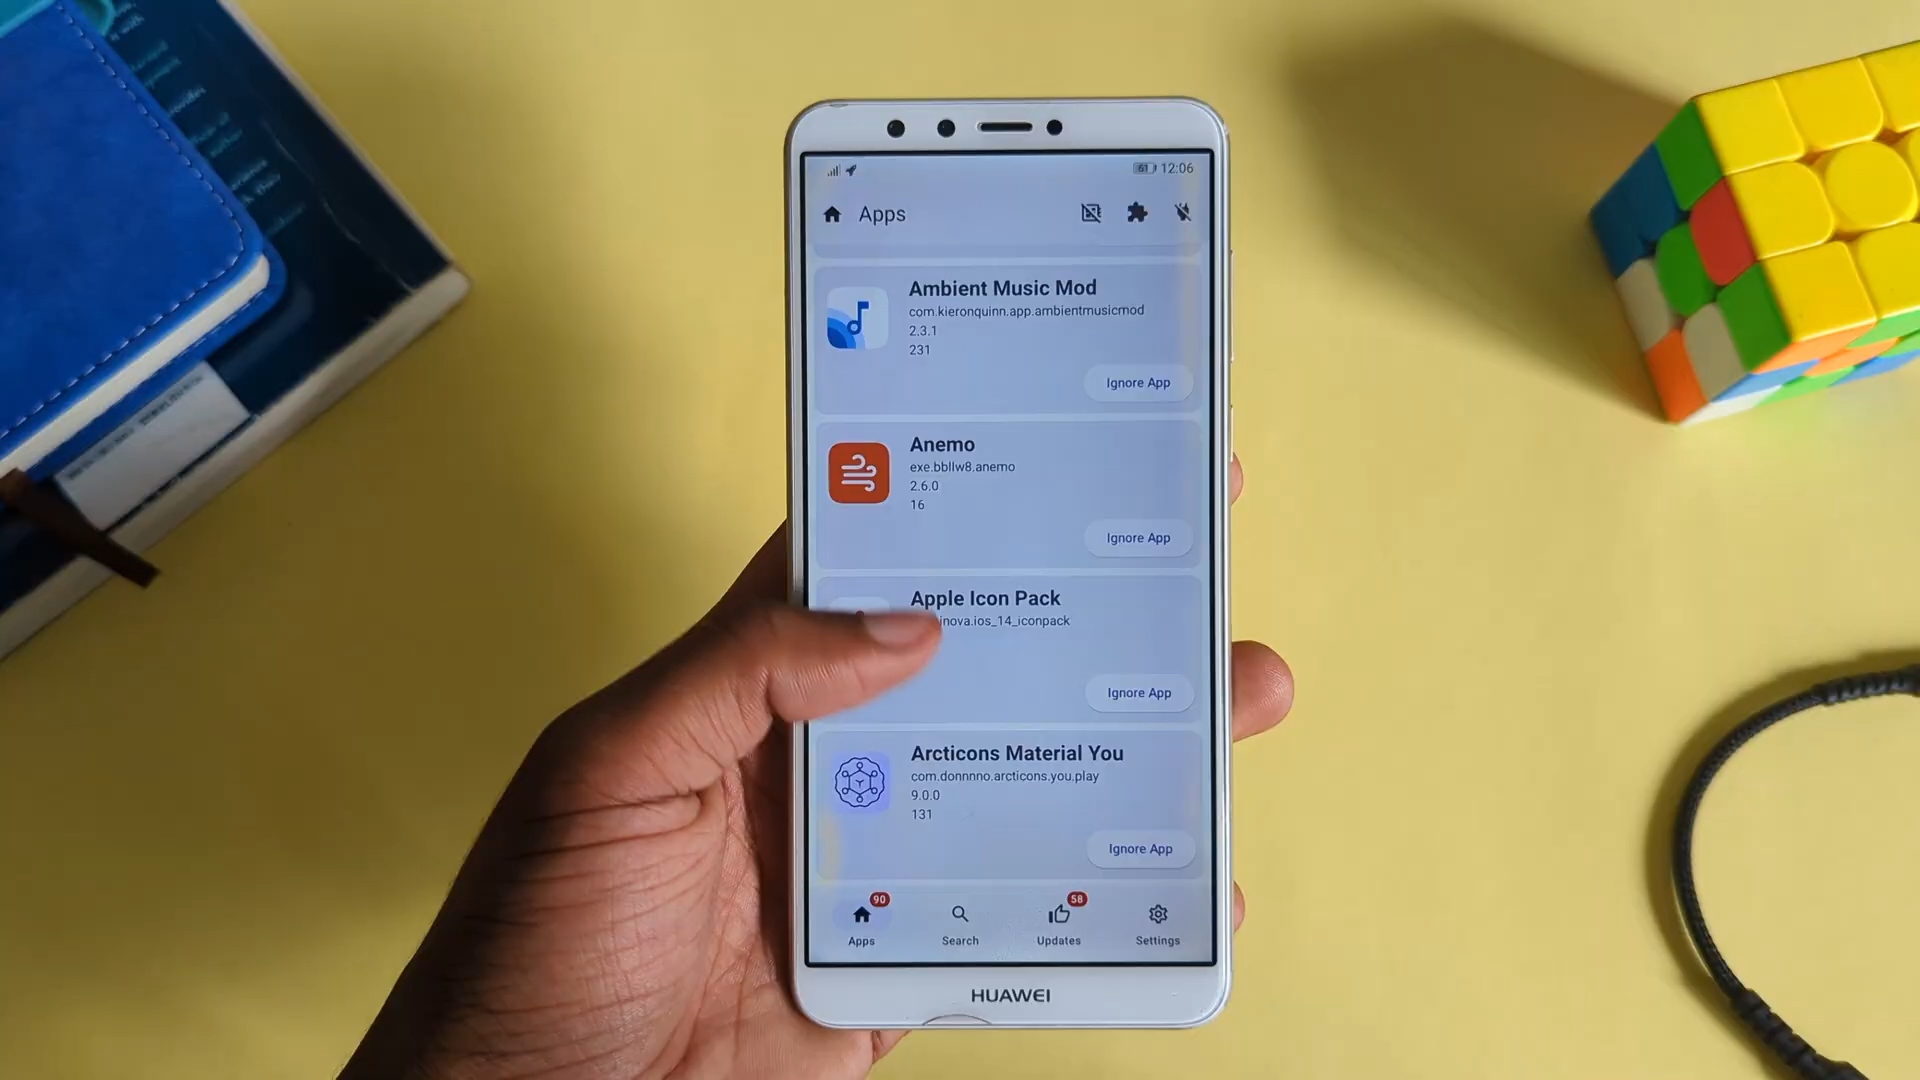 61 12:06
Apps
Ambient Music Mod
com.kieronquinn.app.ambientmusicmod
2.3.1
231
Ignore App
Anemo
exe.bbllw8.anemo
2.6.0
16
Ignore App
Apple Icon Pack
inova.ios_14_iconpack
Ignore App
Arcticons Material You
com.donnnno.arcticons.you.play
9.0.0
131
Ignore App
90 58
Apps Search Updates Settings
HUAWEI